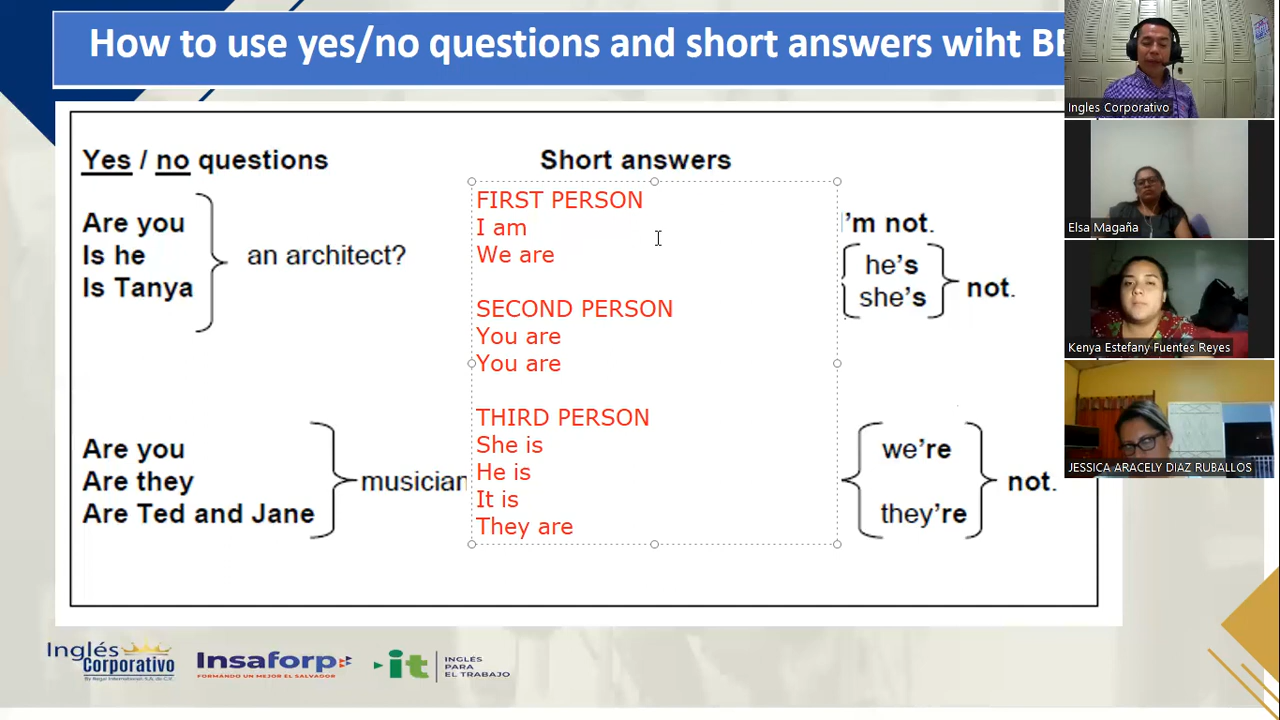 How to use yes/no questions and short answers wiht BE
Yes / no questions
Short answers
Are you
Is he
Is Tanya
an architect?
FIRST PERSON
I am
We are
SECOND PERSON
You are
You are
THIRD PERSON
She is
He is
It is
They are
'm not.
he's
she's
not.
Are you
Are they
Are Ted and Jane
musician
we're
they're
not.
Ingles Corporativo
Elsa Magaña
Kenya Estefany Fuentes Reyes
JESSICA ARACELY DIAZ RUBALLOS
Inglés
Corporativo
Insaforp
FORMANDO UN MEJOR EL SALVADOR
it
INGLÉS
PARA
EL TRABAJO